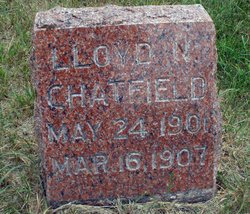 LLOYD N.
CHATFIELD
MAY 24 1901
MAR. 16 1907